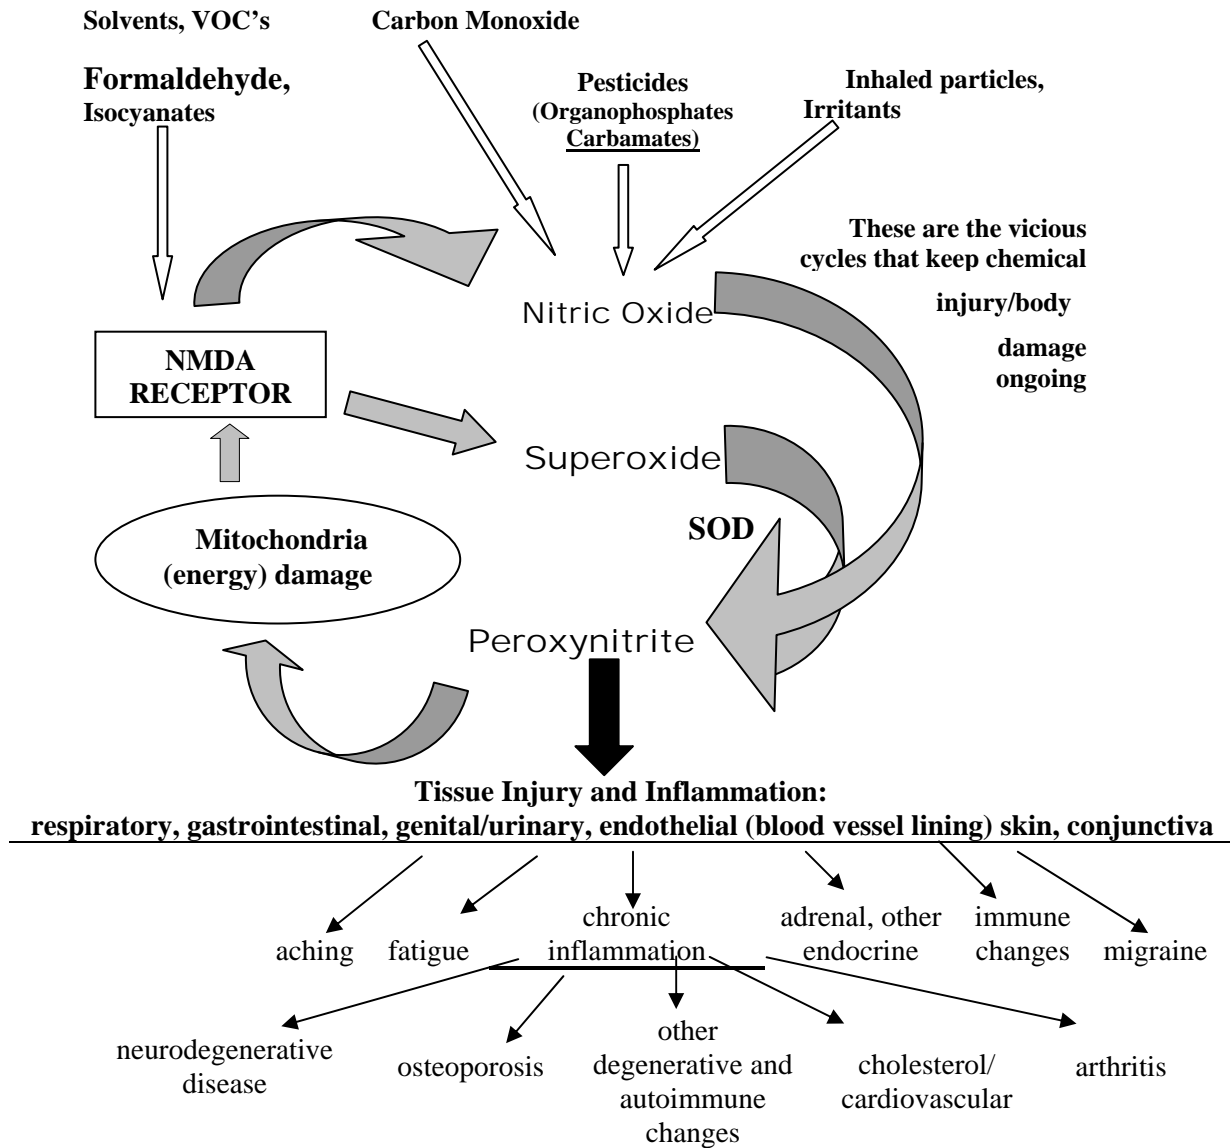 Solvents, VOC's
Carbon Monoxide
Formaldehyde,
Isocyanates
Pesticides
(Organophosphates
Carbamates)
Inhaled particles,
Irritants
These are the vicious
cycles that keep chemical
injury/body
damage
ongoing
Nitric Oxide
NMDA
RECEPTOR
Superoxide
SOD
Mitochondria
(energy) damage
Peroxynitrite
Tissue Injury and Inflammation:
respiratory, gastrointestinal, genital/urinary, endothelial (blood vessel lining) skin, conjunctiva
aching
fatigue
chronic
inflammation
adrenal, other
endocrine
immune
changes
migraine
neurodegenerative
disease
osteoporosis
other
degenerative and
autoimmune
changes
cholesterol/
cardiovascular
arthritis